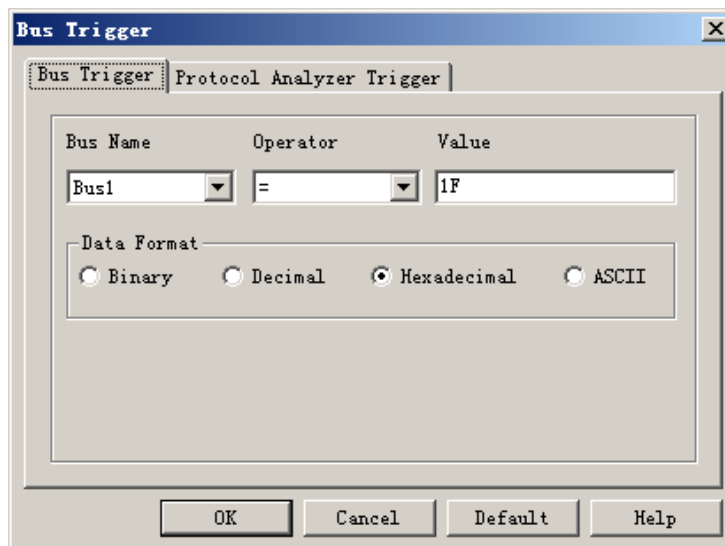 Bus Trigger
Bus Trigger Protocol Analyzer Trigger
Bus Name Operator Value
Bus1 = 1F
Data Format
Binary Decimal Hexadecimal ASCII
OK Cancel Default Help